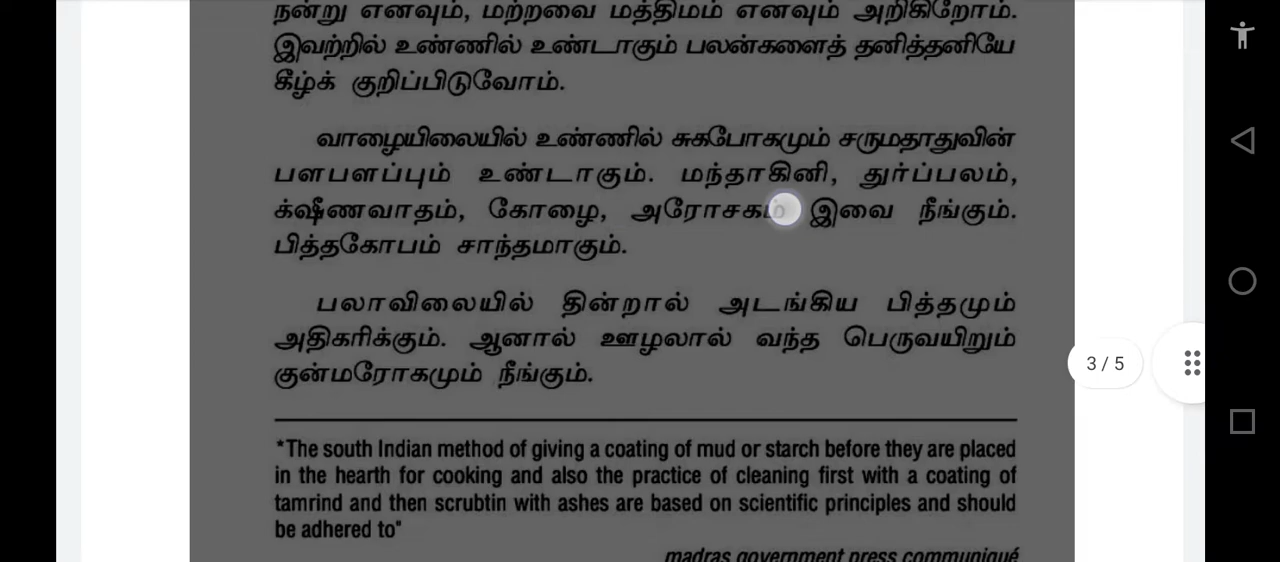 நன்று எனவும், மற்றவை மத்திமம் எனவும் அறிகிறோம்.
இவற்றில் உண்ணில் உண்டாகும் பலன்களைத் தனித்தனியே
கீழ்க் குறிப்பிடுவோம்.
வாழையிலையில் உண்ணில் சுகபோகமும் சருமதாதுவின்
பளபளப்பும் உண்டாகும். மந்தாகினி, துர்ப்பலம்,
க்ஷீணவாதம், கோழை, அரோசகம் இவை நீங்கும்.
பித்தகோபம் சாந்தமாகும்.
பலாவிலையில் தின்றால் அடங்கிய பித்தமும்
அதிகரிக்கும். ஆனால் ஊழலால் வந்த பெருவயிறும்
குன்மரோகமும் நீங்கும்.
*The south Indian method of giving a coating of mud or starch before they are placed
in the hearth for cooking and also the practice of cleaning first with a coating of
tamrind and then scrubtin with ashes are based on scientific principles and should
be adhered to"
madras government press communiqué
3 / 5